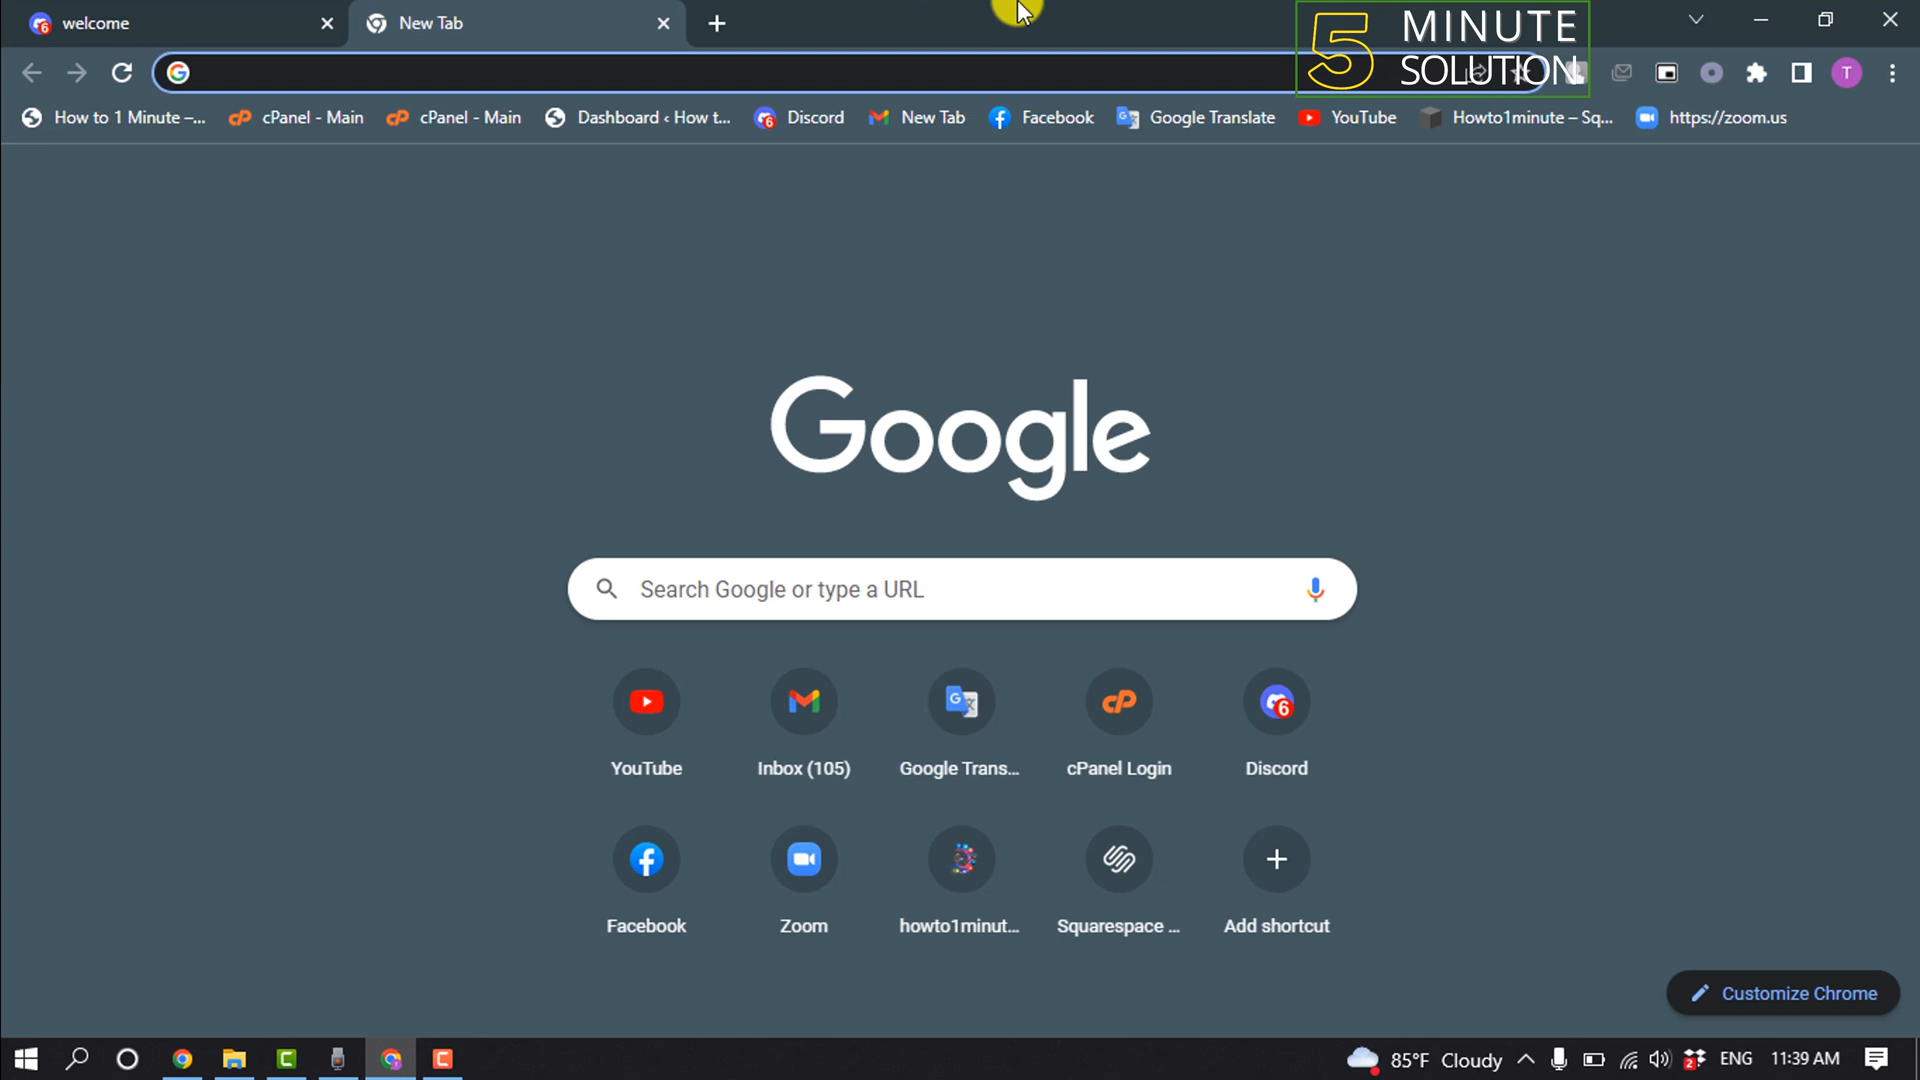 welcome
New Tab
5 MINUTE
SOLUTION
T
How to 1 Minute –...
cPanel - Main
cPanel - Main
Dashboard ‹ How t...
Discord
New Tab
Facebook
Google Translate
YouTube
Howto1minute – Sq...
https://zoom.us
Google
Search Google or type a URL
YouTube
Inbox (105)
Google Trans...
cPanel Login
Discord
Facebook
Zoom
howto1minut...
Squarespace ...
Add shortcut
Customize Chrome
85°F Cloudy
ENG
11:39 AM